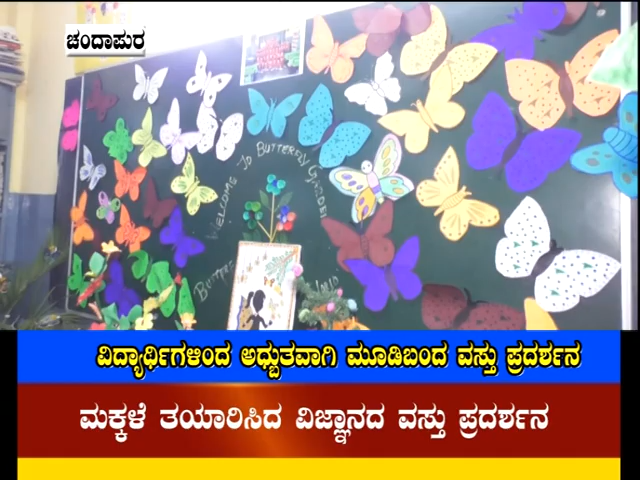 ಚಂದಾಪುರ
WELCOME TO BUTTERFLY GARDEN
ವಿದ್ಯಾರ್ಥಿಗಳಿಂದ ಅಧ್ಬುತವಾಗಿ ಮೂಡಿಬಂದ ವಸ್ತು ಪ್ರದರ್ಶನ
ಮಕ್ಕಳೆ ತಯಾರಿಸಿದ ವಿಜ್ಞಾನದ ವಸ್ತು ಪ್ರದರ್ಶನ